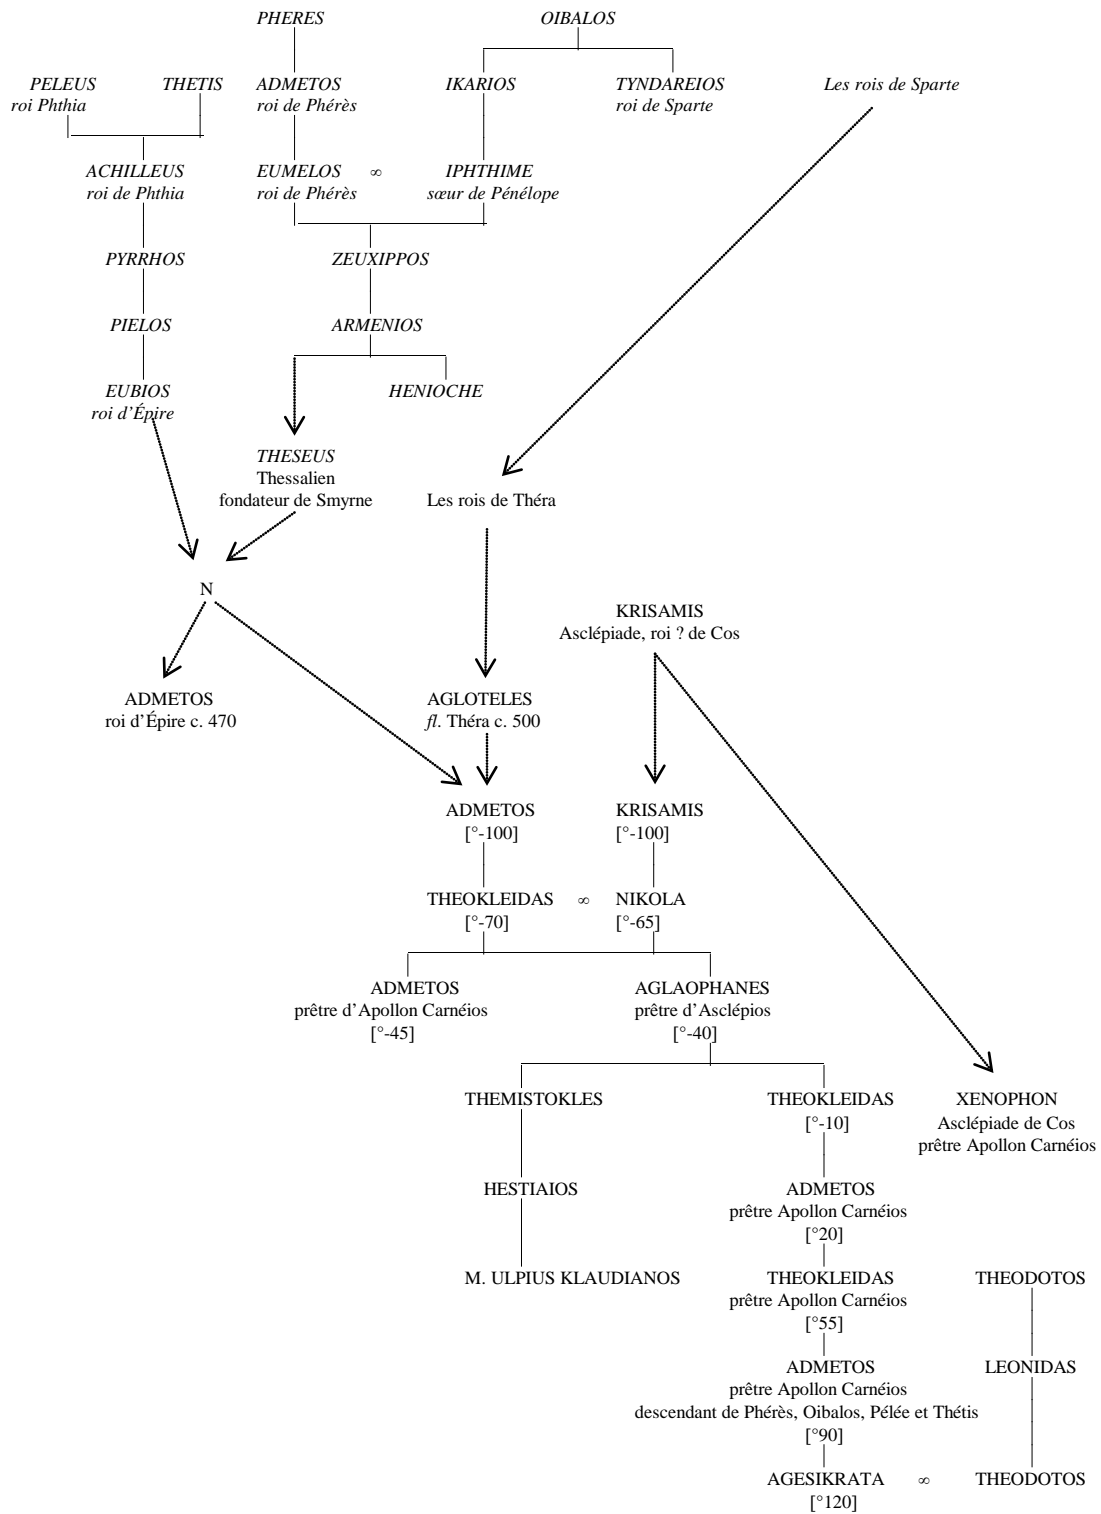 PHERES OIBALOS
PELEUS THETIS ADMETOS IKARIOS TYNDAREIOS Les rois de Sparte
roi Phthia roi de Phérès roi de Sparte
ACHILLEUS EUMELOS ∞ IPHTHIME
roi de Phthia roi de Phérès sœur de Pénélope
PYRRHOS ZEUXIPPOS
PIELOS ARMENIOS
EUBIOS HENIOCHE
roi d'Épire
THESEUS
Thessalien
fondateur de Smyrne Les rois de Théra
N
KRISAMIS
Asclépiade, roi ? de Cos
ADMETOS AGLOTELES
roi d'Épire c. 470 fl. Théra c. 500
ADMETOS KRISAMIS
[°-100] [°-100]
THEOKLEIDAS ∞ NIKOLA
[°-70] [°-65]
ADMETOS AGLAOPHANES
prêtre d'Apollon Carnéios prêtre d'Asclépios
[°-45] [°-40]
THEMISTOKLES THEOKLEIDAS XENOPHON
[°-10] Asclépiade de Cos
prêtre Apollon Carnéios
HESTIAIOS ADMETOS
prêtre Apollon Carnéios
[°20]
M. ULPIUS KLAUDIANOS THEOKLEIDAS THEODOTOS
prêtre Apollon Carnéios
[°55]
ADMETOS LEONIDAS
prêtre Apollon Carnéios
descendant de Phérès, Oibalos, Pélée et Thétis
[°90]
AGESIKRATA ∞ THEODOTOS
[°120]